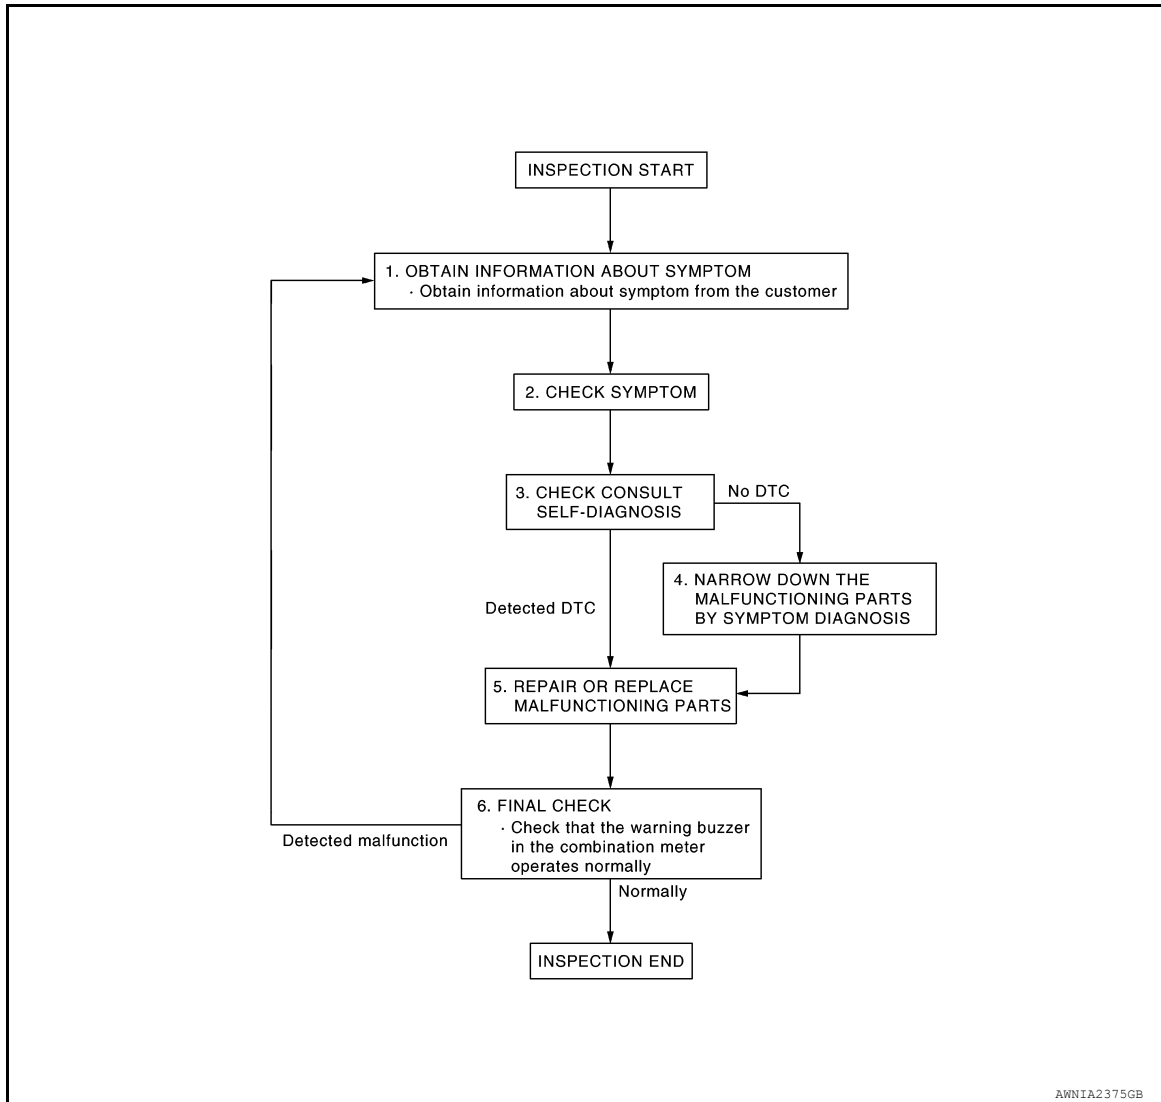 INSPECTION START
1. OBTAIN INFORMATION ABOUT SYMPTOM
· Obtain information about symptom from the customer
2. CHECK SYMPTOM
3. CHECK CONSULT
SELF-DIAGNOSIS
No DTC
4. NARROW DOWN THE
MALFUNCTIONING PARTS
BY SYMPTOM DIAGNOSIS
Detected DTC
5. REPAIR OR REPLACE
MALFUNCTIONING PARTS
6. FINAL CHECK
· Check that the warning buzzer
in the combination meter
operates normally
Detected malfunction
Normally
INSPECTION END
AWNIA2375GB